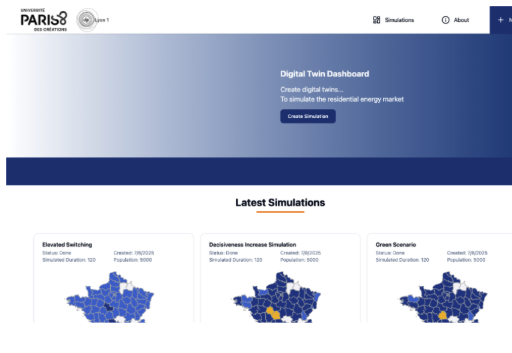 UNIVERSITÉ
PARIS8
DES CRÉATIONS
Lyon 1
Simulations
About
Digital Twin Dashboard
Create digital twins...
To simulate the residential energy market
Create Simulation
Latest Simulations
Elevated Switching
Status: Done Created: 7/8/2025
Simulated Duration: 120 Population: 5000
Decisiveness Increase Simulation
Status: Done Created: 7/8/2025
Simulated Duration: 120 Population: 5000
Green Scenario
Status: Done Created: 7/8/2025
Simulated Duration: 120 Population: 5000